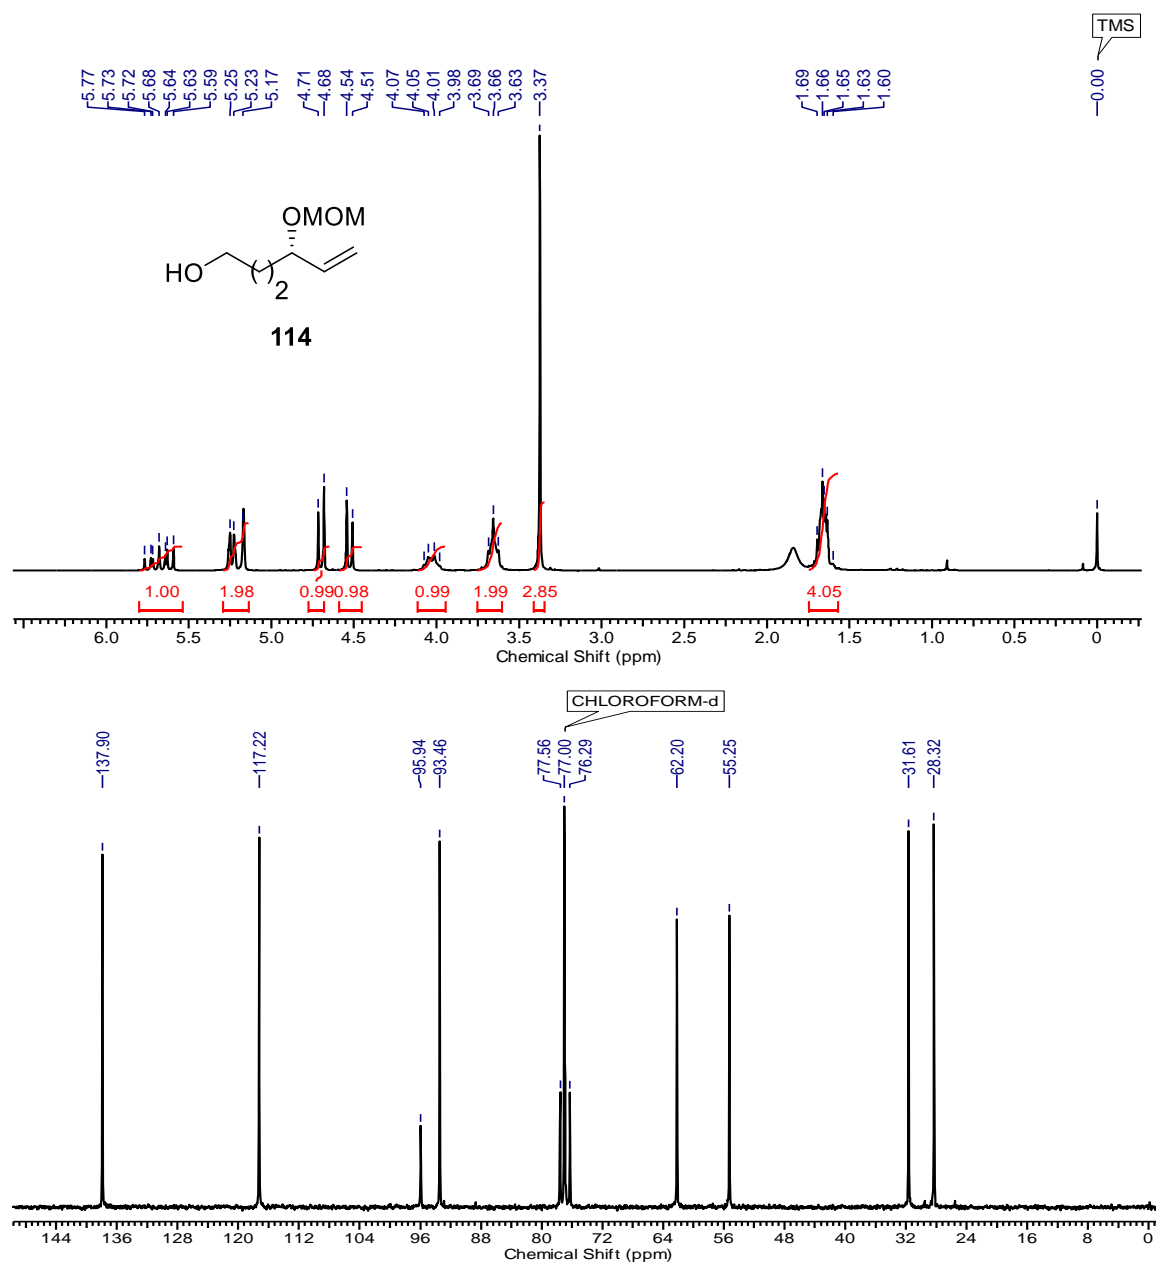 TMS
5.77 5.73 5.72 5.68 5.64 5.63 5.59 5.25 5.23 5.17 4.71 4.68 4.54 4.51 4.07 4.05 4.01 3.98 3.69 3.66 3.63 3.37 1.69 1.66 1.65 1.63 1.60 -0.00
OMOM
HO
( ) 2
114
1.00 1.98 0.99 0.98 0.99 1.99 2.85 4.05
6.0 5.5 5.0 4.5 4.0 3.5 3.0 2.5 2.0 1.5 1.0 0.5 0
Chemical Shift (ppm)
CHLOROFORM-d
137.90 117.22 95.94 93.46 77.56 77.00 76.29 62.20 55.25 31.61 28.32
144 136 128 120 112 104 96 88 80 72 64 56 48 40 32 24 16 8 0
Chemical Shift (ppm)